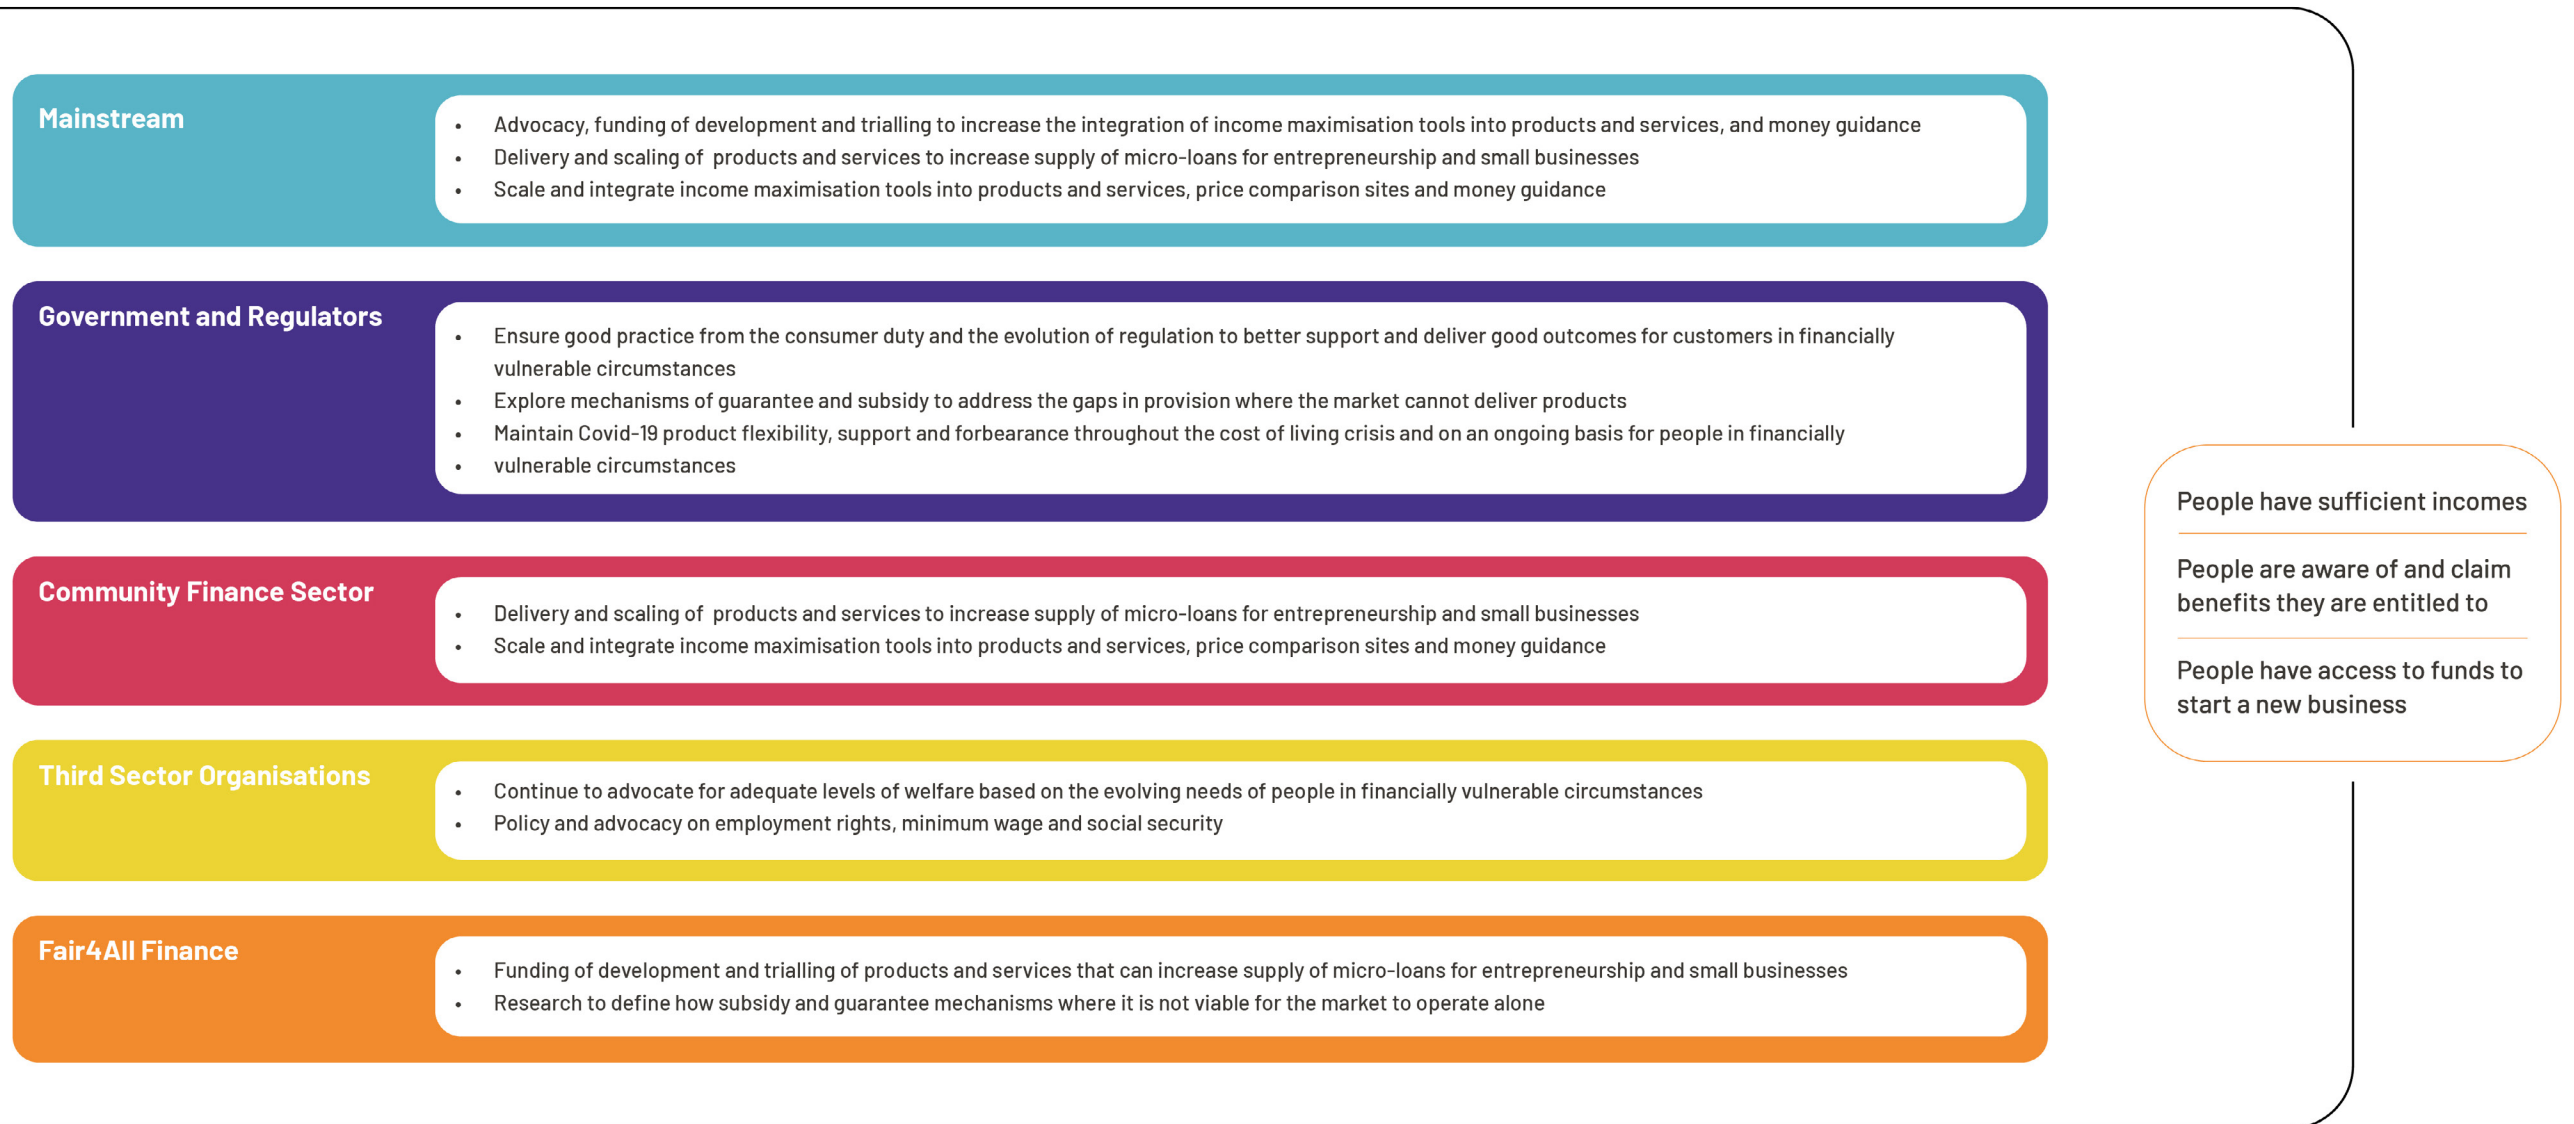 Mainstream
• Advocacy, funding of development and trialling to increase the integration of income maximisation tools into products and services, and money guidance
• Delivery and scaling of  products and services to increase supply of micro-loans for entrepreneurship and small businesses
• Scale and integrate income maximisation tools into products and services, price comparison sites and money guidance
Government and Regulators
• Ensure good practice from the consumer duty and the evolution of regulation to better support and deliver good outcomes for customers in financially
vulnerable circumstances
• Explore mechanisms of guarantee and subsidy to address the gaps in provision where the market cannot deliver products
• Maintain Covid-19 product flexibility, support and forbearance throughout the cost of living crisis and on an ongoing basis for people in financially
• vulnerable circumstances
Community Finance Sector
• Delivery and scaling of  products and services to increase supply of micro-loans for entrepreneurship and small businesses
• Scale and integrate income maximisation tools into products and services, price comparison sites and money guidance
Third Sector Organisations
• Continue to advocate for adequate levels of welfare based on the evolving needs of people in financially vulnerable circumstances
• Policy and advocacy on employment rights, minimum wage and social security
Fair4All Finance
• Funding of development and trialling of products and services that can increase supply of micro-loans for entrepreneurship and small businesses
• Research to define how subsidy and guarantee mechanisms where it is not viable for the market to operate alone
People have sufficient incomes
People are aware of and claim
benefits they are entitled to
People have access to funds to
start a new business